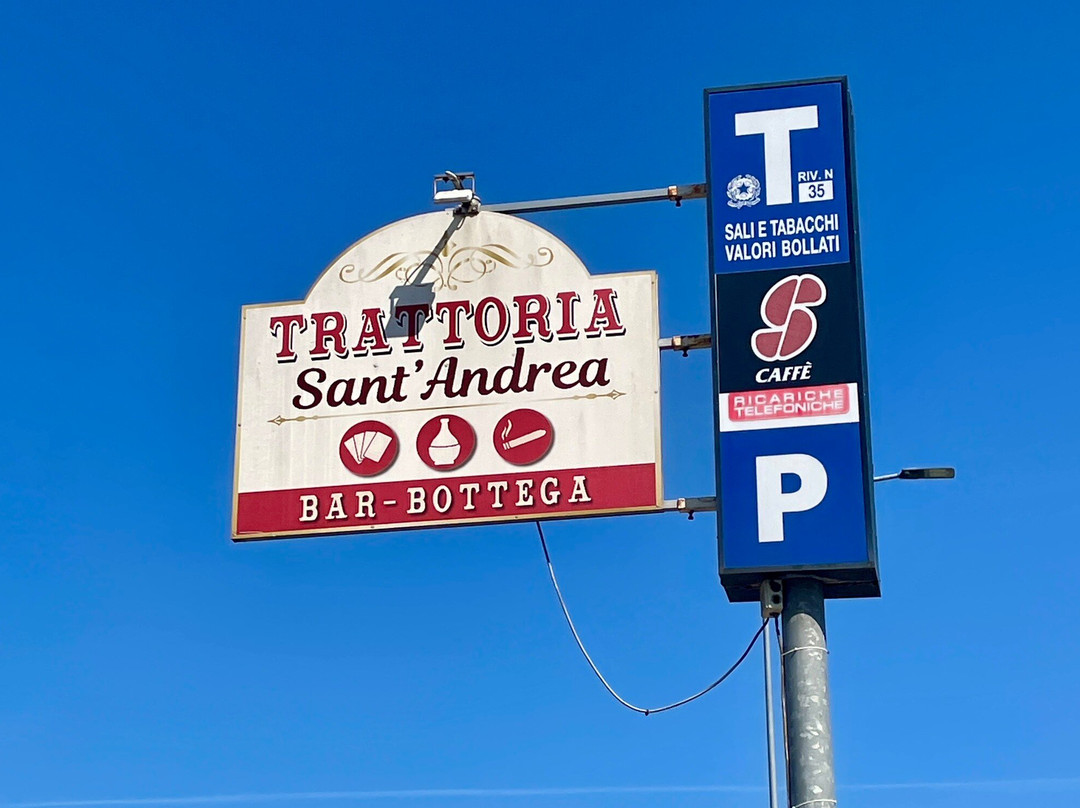 TRATTORIA
Sant'Andrea
BAR-BOTTEGA
T
RIV. N
35
SALI E TABACCHI
VALORI BOLLATI
S
CAFFÈ
RICARICHE
TELEFONICHE
P